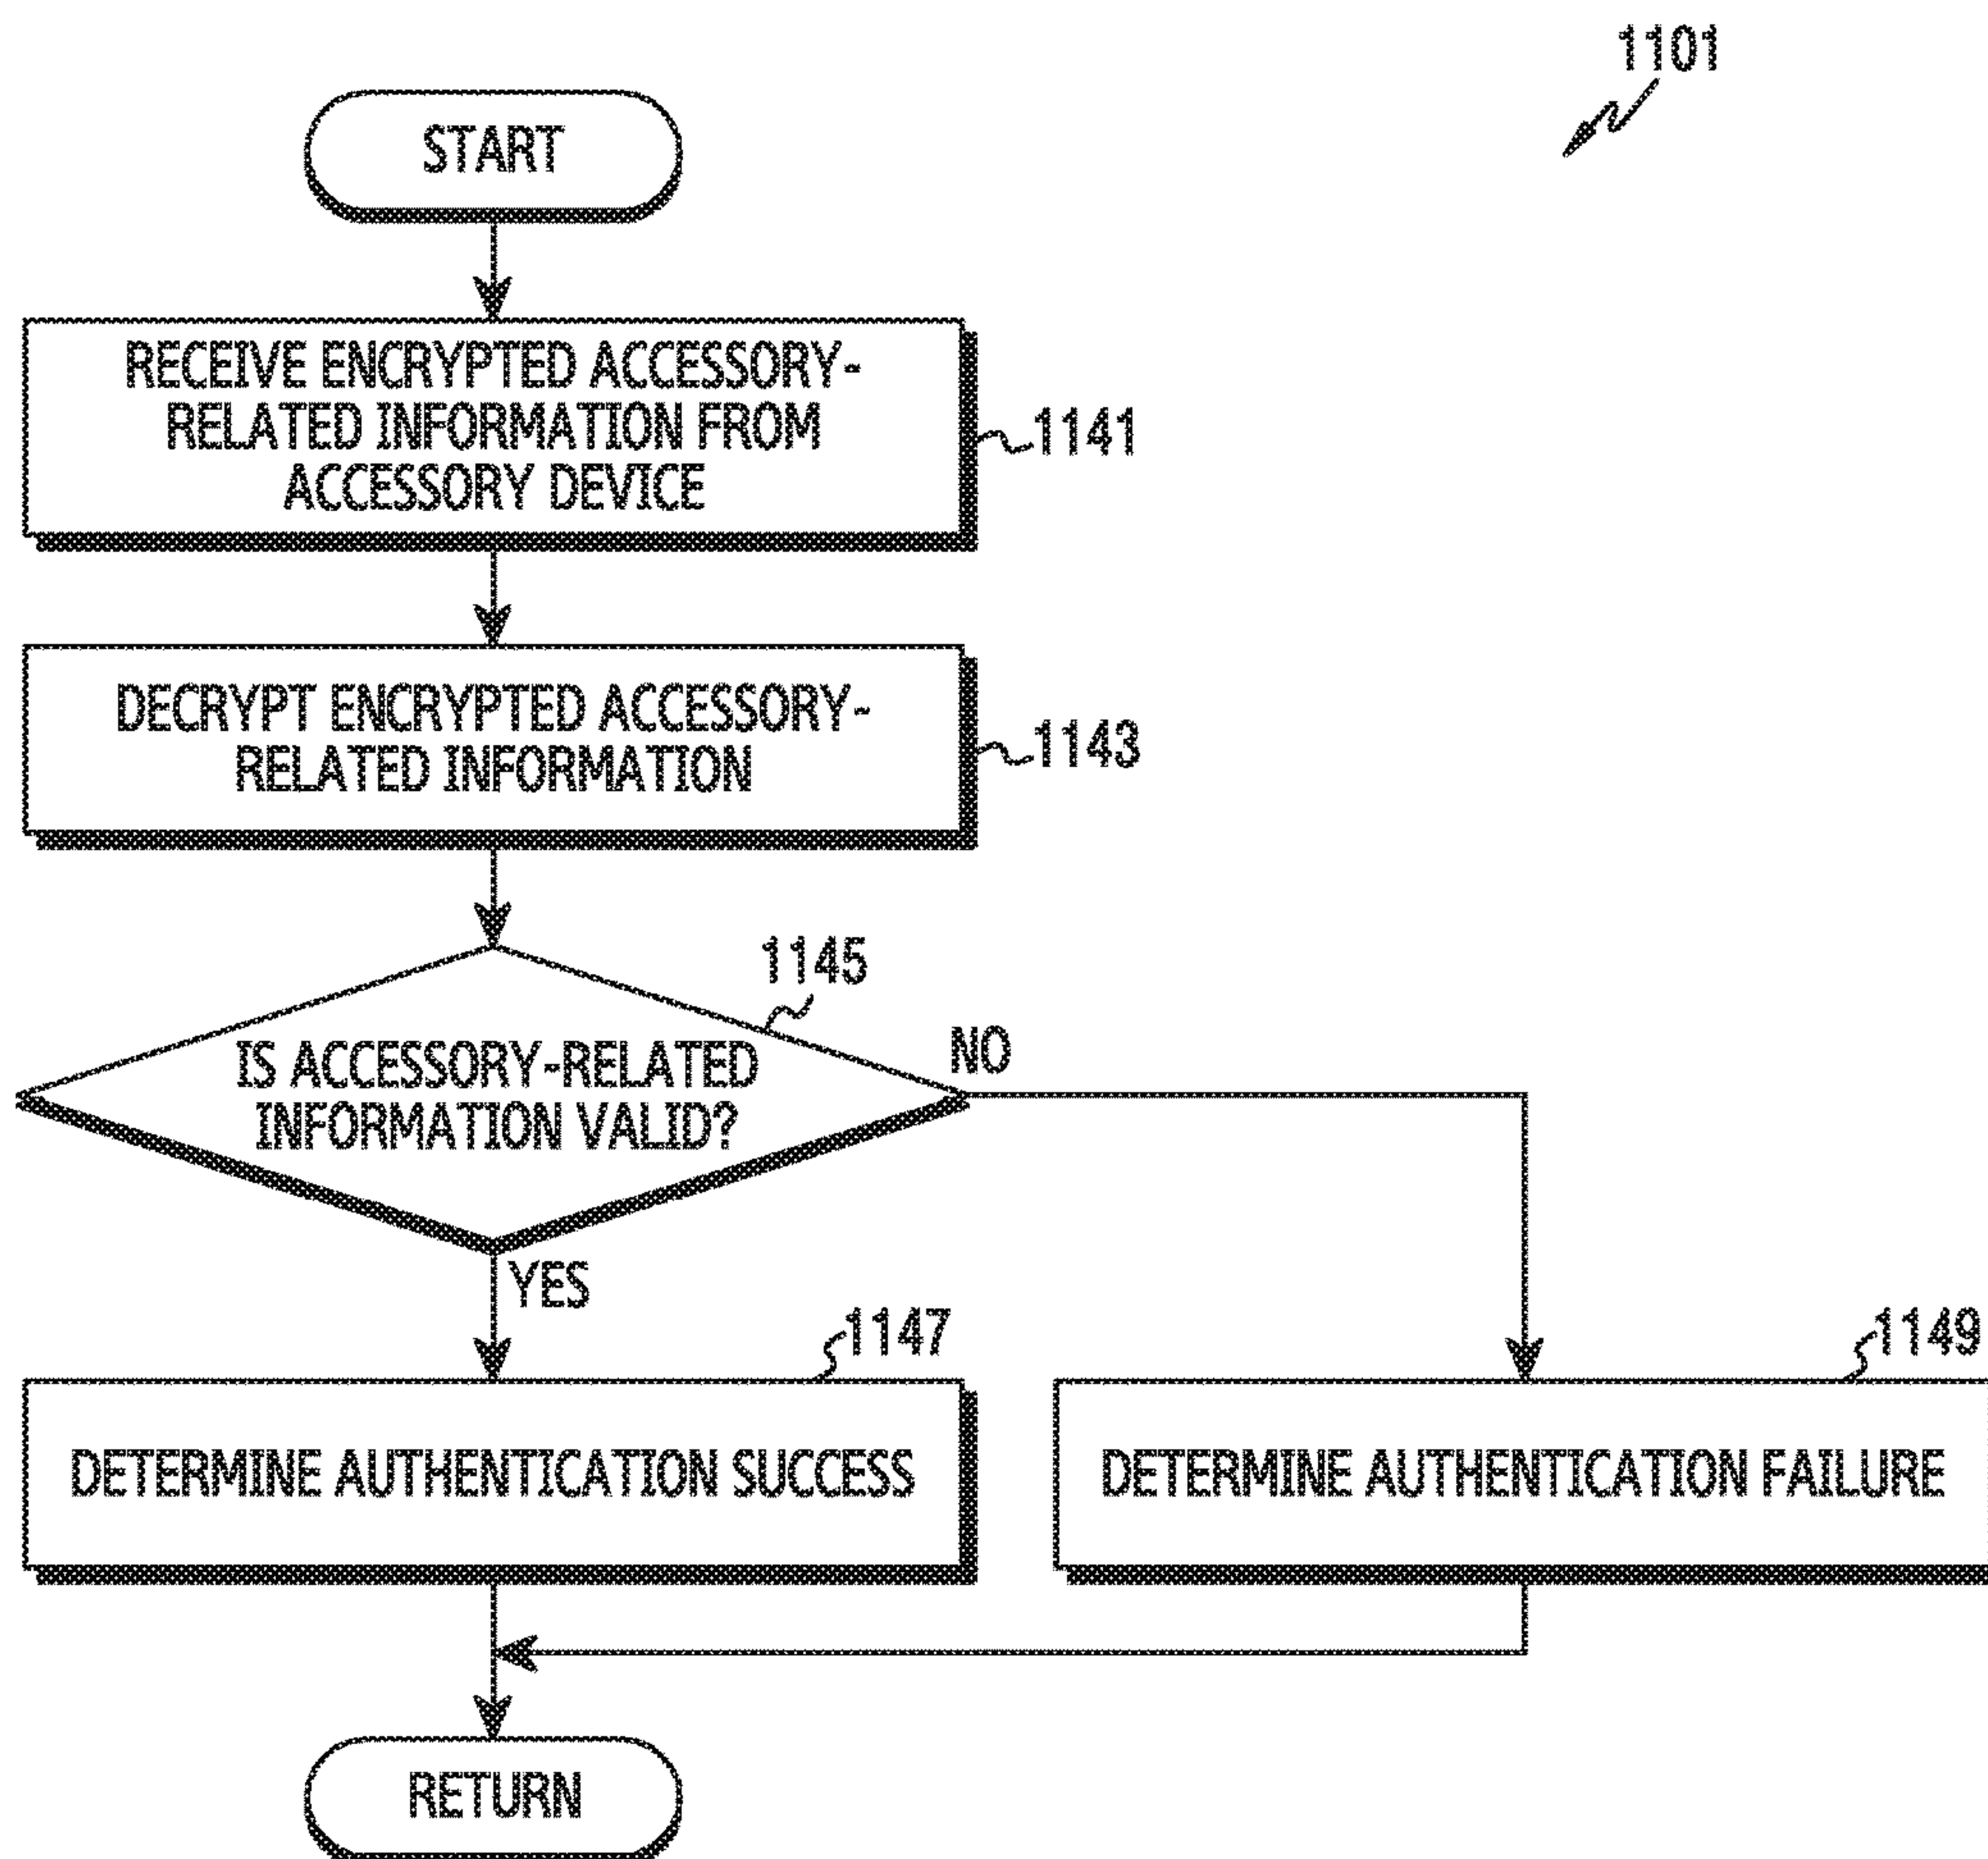 1101
START
RECEIVE ENCRYPTED ACCESSORY-
RELATED INFORMATION FROM
ACCESSORY DEVICE
1141
DECRYPT ENCRYPTED ACCESSORY-
RELATED INFORMATION
1143
1145
IS ACCESSORY-RELATED
INFORMATION VALID?
NO
YES
1147
DETERMINE AUTHENTICATION SUCCESS
1149
DETERMINE AUTHENTICATION FAILURE
RETURN